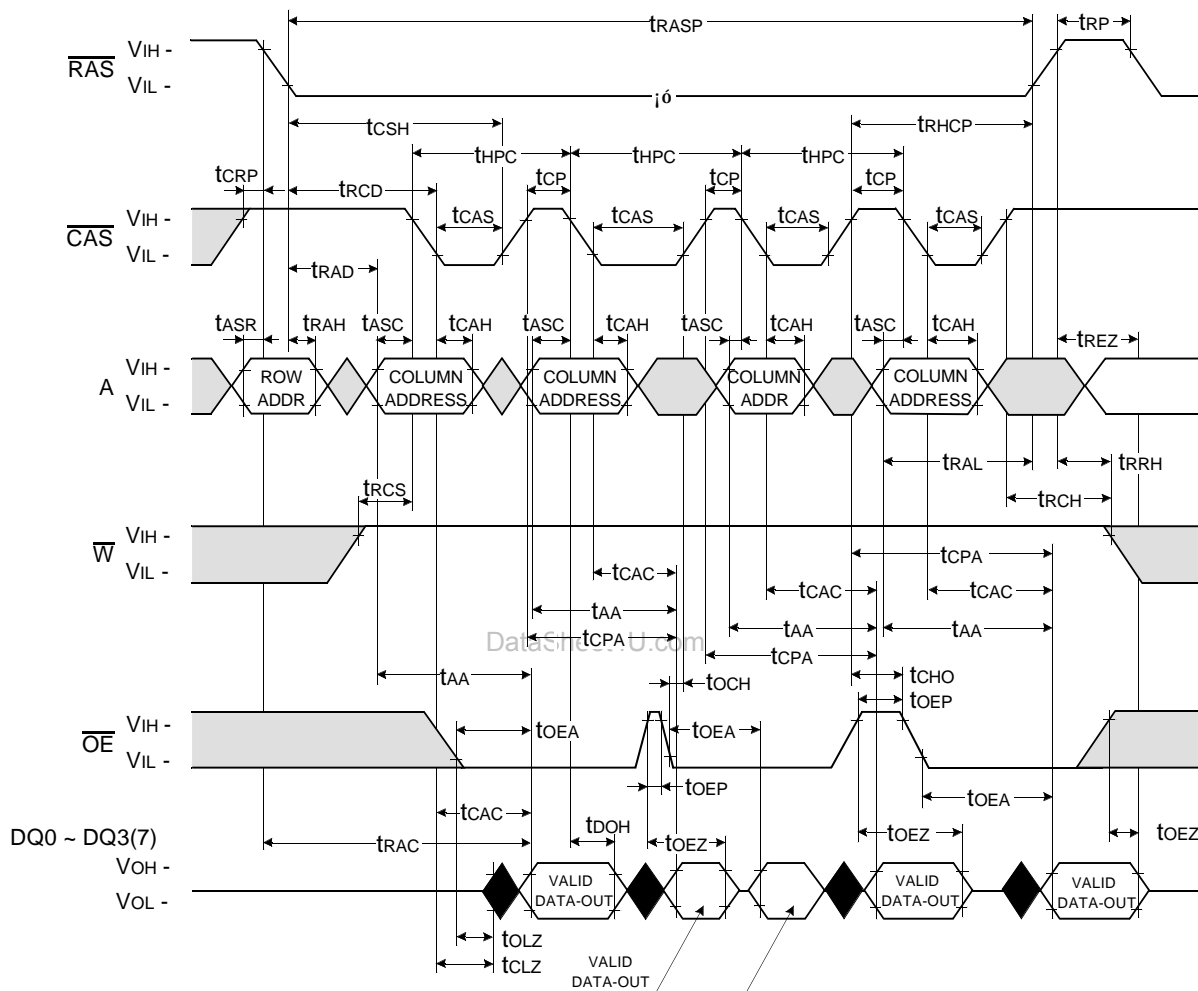 tRASP
tRP
RAS
VIH -
VIL -
¡ó
tCSH
tRHCP
tHPC
tHPC
tHPC
tCRP
tRCD
tCP
tCP
tCP
CAS
VIH -
VIL -
tCAS
tCAS
tCAS
tCAS
tRAD
tASR
tRAH
tASC
tCAH
tASC
tCAH
tASC
tCAH
tASC
tCAH
tREZ
A
VIH -
VIL -
ROW
ADDR
COLUMN
ADDRESS
COLUMN
ADDRESS
COLUMN
ADDR
COLUMN
ADDRESS
tRAL
tRRH
tRCS
tRCH
W
VIH -
VIL -
tCPA
tCAC
tCAC
tCAC
tAA
tAA
tAA
tCPA
tCPA
tAA
tOCH
tCHO
tOEP
OE
VIH -
VIL -
tOEA
tOEA
tOEP
tOEA
tCAC
tDOH
tOEZ
tOEZ
tOEZ
DQ0 ~ DQ3(7)
tRAC
VOH -
VOL -
VALID
DATA-OUT
VALID
DATA-OUT
VALID
DATA-OUT
tOLZ
tCLZ
VALID
DATA-OUT